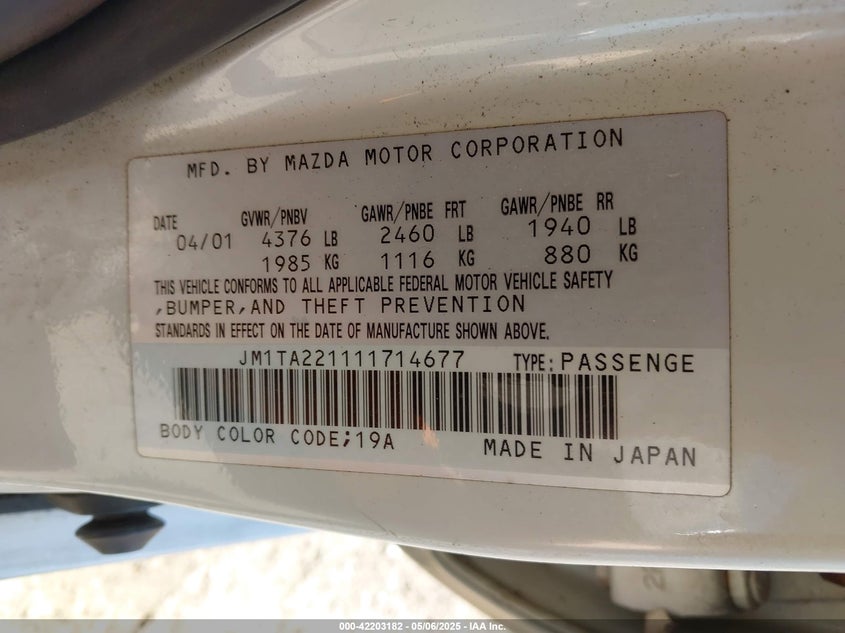 MFD. BY MAZDA MOTOR CORPORATION
DATE GVWR/PNBV GAWR/PNBE FRT GAWR/PNBE RR
04/01 4376 LB 2460 LB 1940 LB
1985 KG 1116 KG 880 KG
THIS VEHICLE CONFORMS TO ALL APPLICABLE FEDERAL MOTOR VEHICLE SAFETY
,BUMPER,AND THEFT PREVENTION
STANDARDS IN EFFECT ON THE DATE OF MANUFACTURE SHOWN ABOVE.
JM1TA221111714677 TYPE: PASSENGE
BODY COLOR CODE;19A MADE IN JAPAN
000-42203182 - 05/06/2025 - IAA Inc.